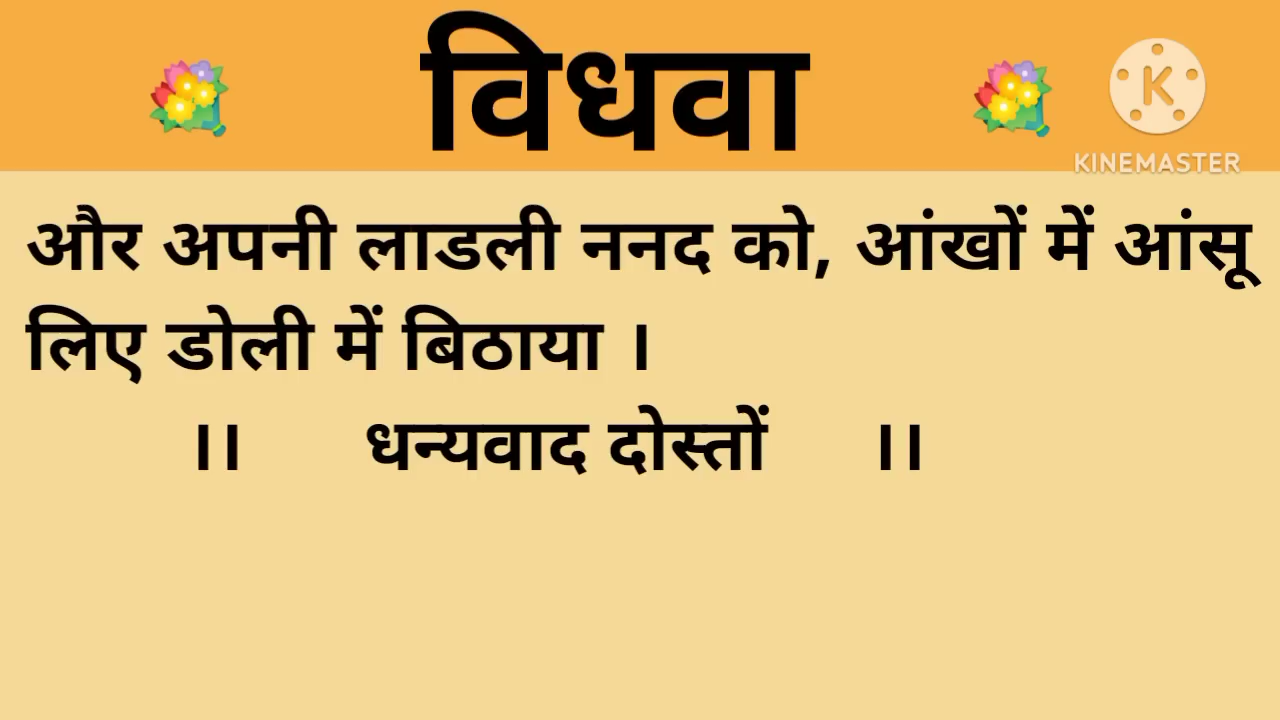 विधवा
KINEMASTER
और अपनी लाडली ननद को, आंखों में आंसू
लिए डोली में बिठाया ।
।। धन्यवाद दोस्तों ।।